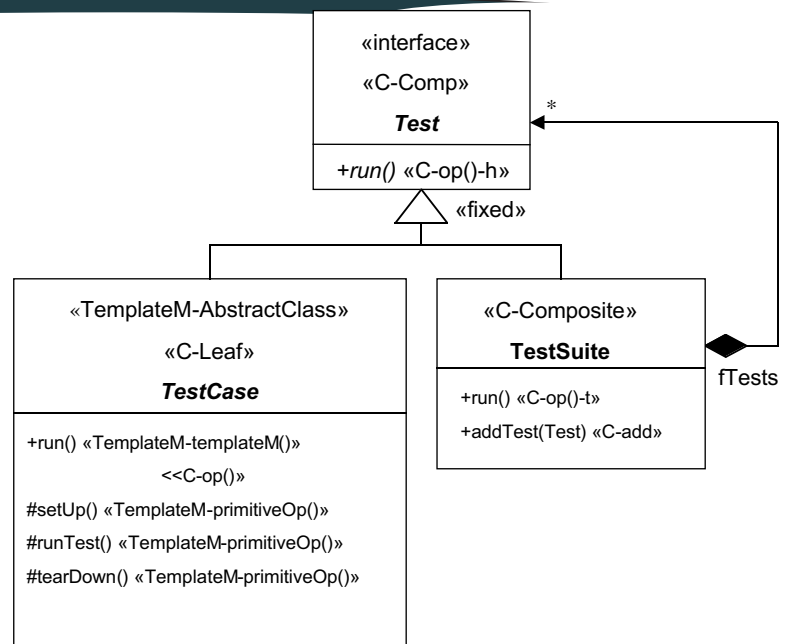 «interface»
«C-Comp»
Test
*
+run() «C-op()-h»
«fixed»
«TemplateM-AbstractClass»
«C-Leaf»
TestCase
+run() «TemplateM-templateM()»
<<C-op()»
#setUp() «TemplateM-primitiveOp()»
#runTest() «TemplateM-primitiveOp()»
#tearDown() «TemplateM-primitiveOp()»
«C-Composite»
TestSuite
fTests
+run() «C-op()-t»
+addTest(Test) «C-add»